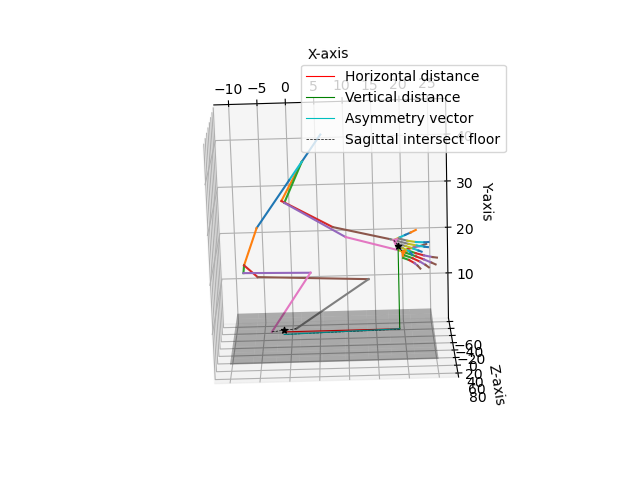 X-axis
−10 −5 0 5 10 15 20 25
Horizontal distance
Vertical distance
Asymmetry vector
Sagittal intersect floor
40
30
Y-axis
20
10
−60
−40
−20
0
20
40
60
80
Z-axis